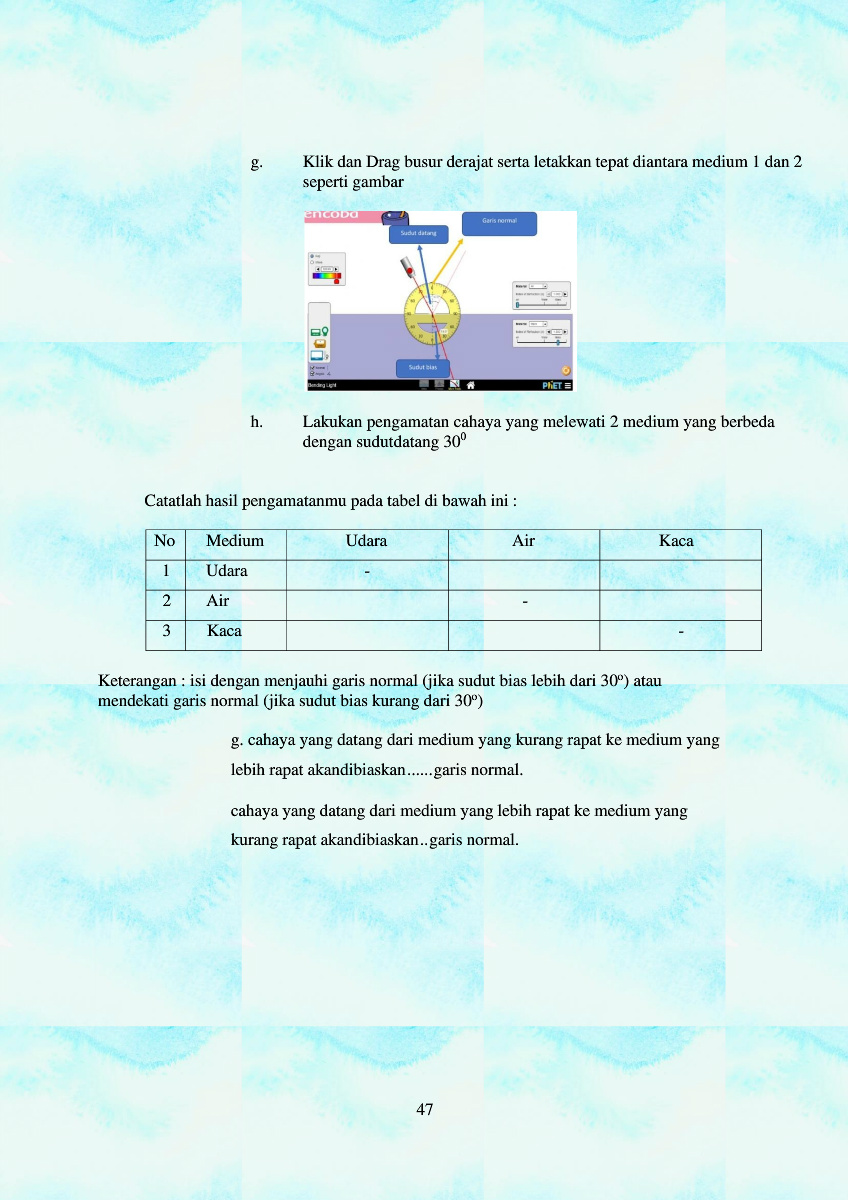 g. Klik dan Drag busur derajat serta letakkan tepat diantara medium 1 dan 2
seperti gambar
encoba
Garis normal
Sudut datang
Sudut bias
Bending Light
PhET
h. Lakukan pengamatan cahaya yang melewati 2 medium yang berbeda
dengan sudutdatang 30⁰
Catatlah hasil pengamatanmu pada tabel di bawah ini :
No Medium Udara Air Kaca
1 Udara -
2 Air -
3 Kaca -
Keterangan : isi dengan menjauhi garis normal (jika sudut bias lebih dari 30º) atau
mendekati garis normal (jika sudut bias kurang dari 30º)
g. cahaya yang datang dari medium yang kurang rapat ke medium yang
lebih rapat akandibiaskan......garis normal.
cahaya yang datang dari medium yang lebih rapat ke medium yang
kurang rapat akandibiaskan..garis normal.
47